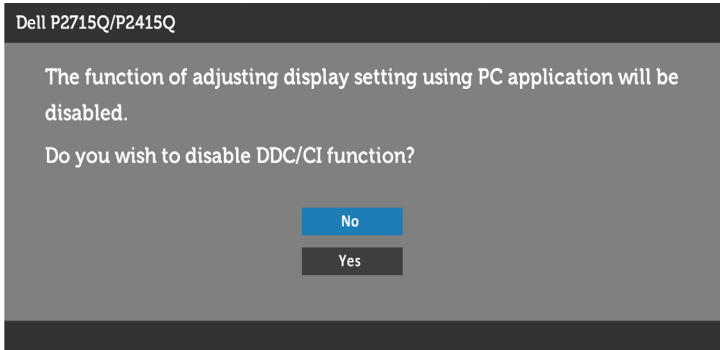 Dell P2715Q/P2415Q
The function of adjusting display setting using PC application will be
disabled.
Do you wish to disable DDC/CI function?
No
Yes